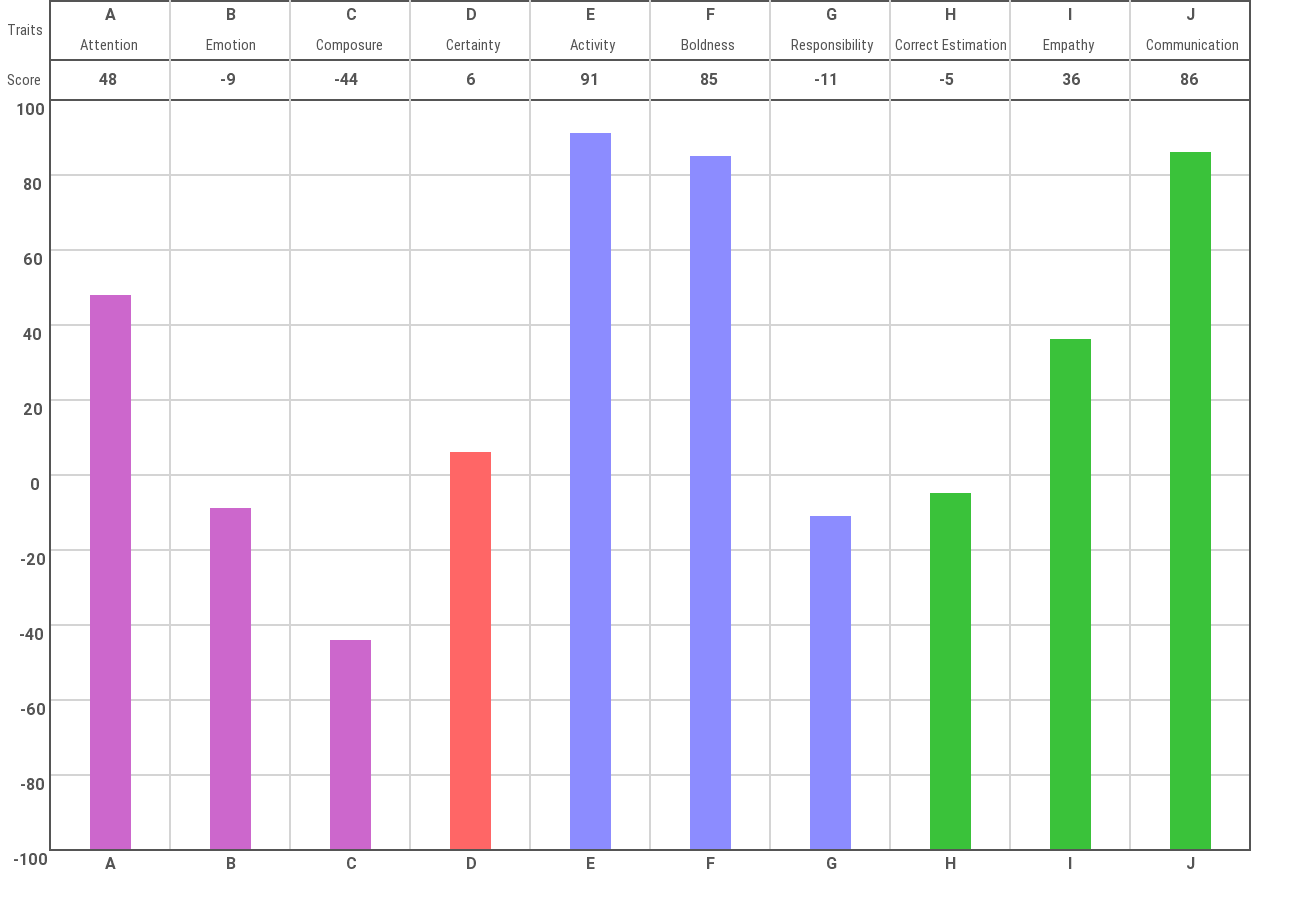 Traits
A B C D E F G H I J
Attention Emotion Composure Certainty Activity Boldness Responsibility Correct Estimation Empathy Communication
Score 48 -9 -44 6 91 85 -11 -5 36 86
100
80
60
40
20
0
-20
-40
-60
-80
-100
A B C D E F G H I J